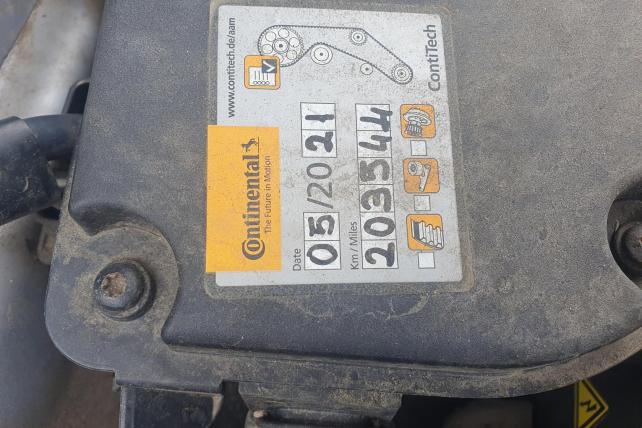 www.contitech.de/aam
ContiTech
Continental
The Future in Motion
Date
05/2021
Km / Miles
203544